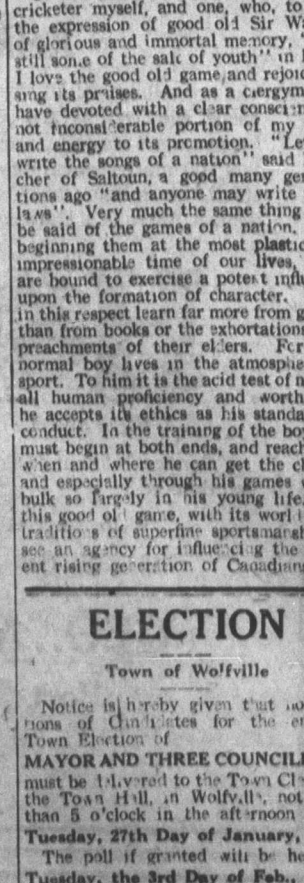 cricketer myself, and one, who, to
the expression of good old Sir W
of glorious and immortal memory,
still some of the salt of youth" in
I love the good old game and rejoi
sing its praises. And as a clergym
have devoted with a clear conscien
not inconsiderable portion of my
and energy to its promotion. "Le
write the songs of a nation" said
cher of Saltoun, a good many gen
tions ago "and anyone may write
laws". Very much the same thing
be said of the games of a nation.
beginning them at the most plastic
impressionable time of our lives,
are bound to exercise a potent influ
upon the formation of character.
in this respect learn far more from g
than from books or the exhortations
preachments of their elders. For
normal boy lives in the atmosphe
sport. To him it is the acid test of
all human proficiency and worth
he accepts its ethics as his standa
conduct. In the training of the bo
must begin at both ends, and reach
when and where he can get the
and especially through his games
bulk so largely in his young life.
this good old game, with its worl
traditions of superfine sportsmansh
see an agency for influencing the
ent rising generation of Canadian
ELECTION
Town of Wolfville
Notice is hereby given that no
tions of Candidates for the
Town Election of
MAYOR AND THREE COUNCIL
must be delivered to the Town Cle
the Town Hall, in Wolfville, not
than 5 o'clock in the afternoon
Tuesday, 27th Day of January,
The poll if granted will be he
Tuesday, the 3rd Day of Feb.,